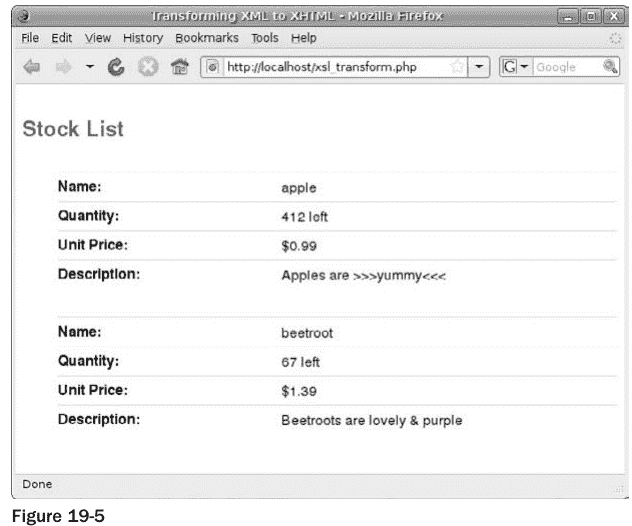 Transforming XML to XHTML - Mozilla Firefox
File Edit View History Bookmarks Tools Help
http://localhost/xsl_transform.php
G Google
Stock List
Name: apple
Quantity: 412 left
Unit Price: $0.99
Description: Apples are >>>yummy<<<
Name: beetroot
Quantity: 67 left
Unit Price: $1.39
Description: Beetroots are lovely & purple
Done
Figure 19-5